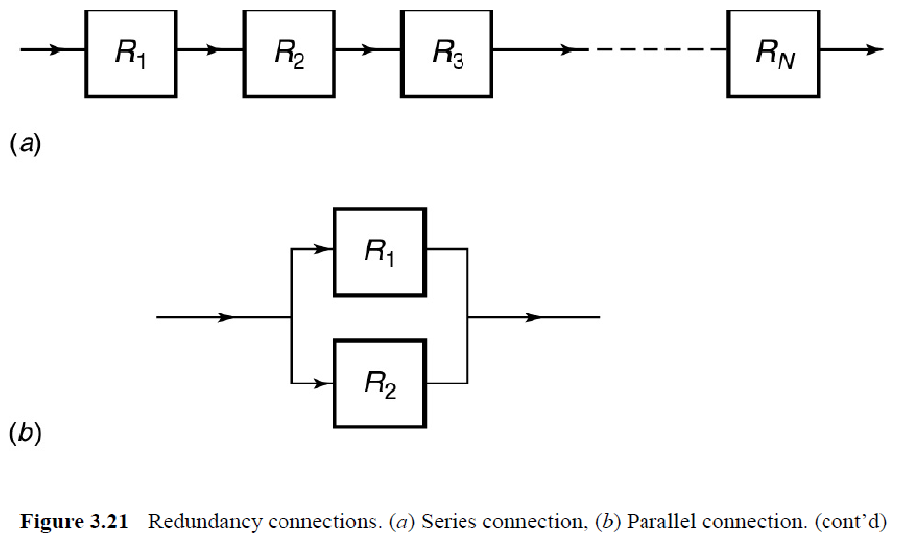 R1 R2 R3 RN
(a)
R1
R2
(b)
Figure 3.21 Redundancy connections. (a) Series connection, (b) Parallel connection. (cont'd)